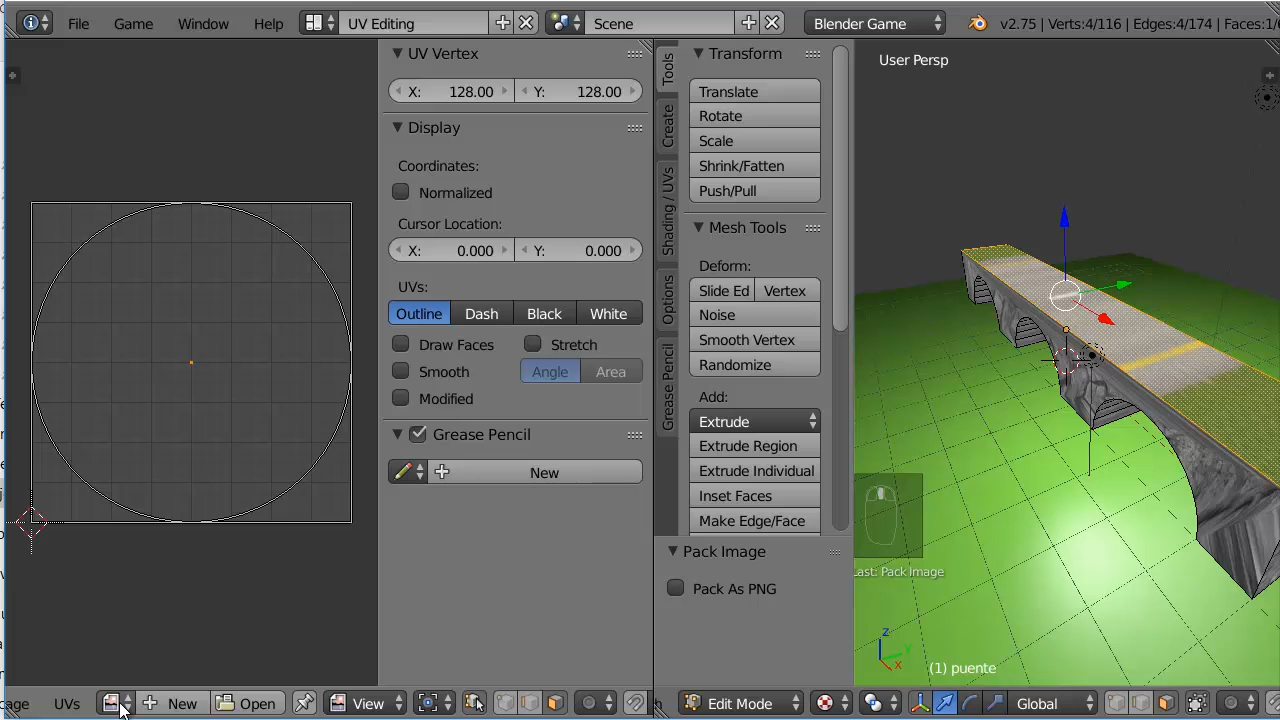 File Game Window Help UV Editing Scene Blender Game v2.75 | Verts:4/116 | Edges:4/174 | Faces:1/
UV Vertex
X: 128.00 Y: 128.00
Display
Coordinates:
Normalized
Cursor Location:
X: 0.000 Y: 0.000
UVs:
Outline Dash Black White
Draw Faces Stretch
Smooth Angle Area
Modified
Grease Pencil
New
Tools
Create
Shading / UVs
Options
Grease Pencil
Transform
Translate
Rotate
Scale
Shrink/Fatten
Push/Pull
Mesh Tools
Deform:
Slide Ed Vertex
Noise
Smooth Vertex
Randomize
Add:
Extrude
Extrude Region
Extrude Individual
Inset Faces
Make Edge/Face
Pack Image
Pack As PNG
User Persp
Last: Pack Image
z
Y
x
(1) puente
age UVs New Open View
Edit Mode Global